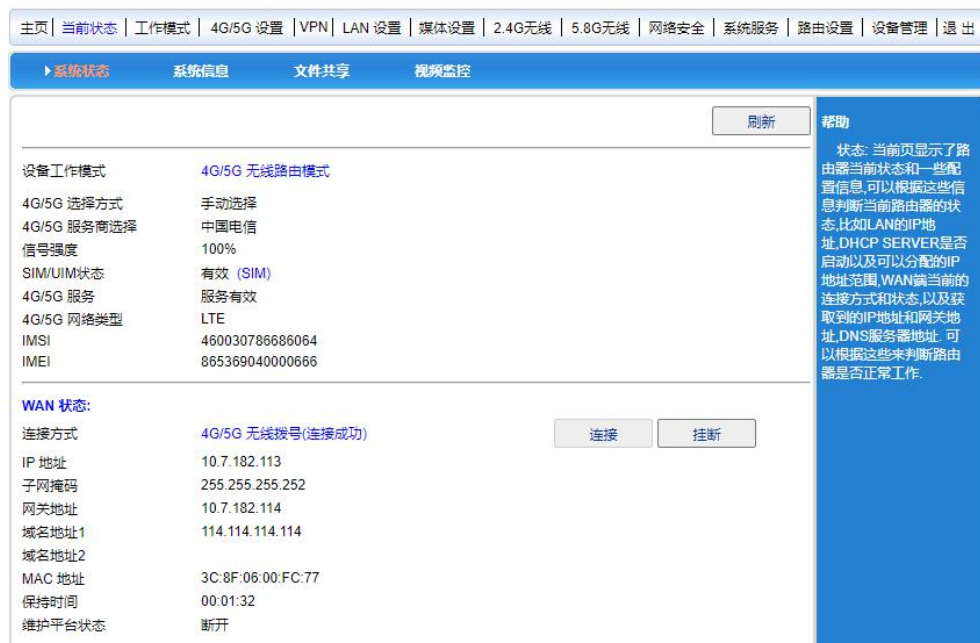 主页 | 当前状态 | 工作模式 | 4G/5G 设置 | VPN | LAN 设置 | 媒体设置 | 2.4G无线 | 5.8G无线 | 网络安全 | 系统服务 | 路由设置 | 设备管理 | 退 出
系统状态 系统信息 文件共享 视频监控
刷新
设备工作模式 4G/5G 无线路由模式
4G/5G 选择方式 手动选择
4G/5G 服务商选择 中国电信
信号强度 100%
SIM/UIM状态 有效 (SIM)
4G/5G 服务 服务有效
4G/5G 网络类型 LTE
IMSI 460030786686064
IMEI 865369040000666
WAN 状态:
连接方式 4G/5G 无线拨号(连接成功) 连接 挂断
IP 地址 10.7.182.113
子网掩码 255.255.255.252
网关地址 10.7.182.114
域名地址1 114.114.114.114
域名地址2
MAC 地址 3C:8F:06:00:FC:77
保持时间 00:01:32
维护平台状态 断开
帮助
状态: 当前页显示了路
由器当前状态和一些配
置信息,可以根据这些信
息判断当前路由器的状
态,比如LAN的IP地
址,DHCP SERVER是否
启动以及可以分配的IP
地址范围,WAN端当前的
连接方式和状态,以及获
取到的IP地址和网关地
址,DNS服务器地址. 可
以根据这些来判断路由
器是否正常工作.